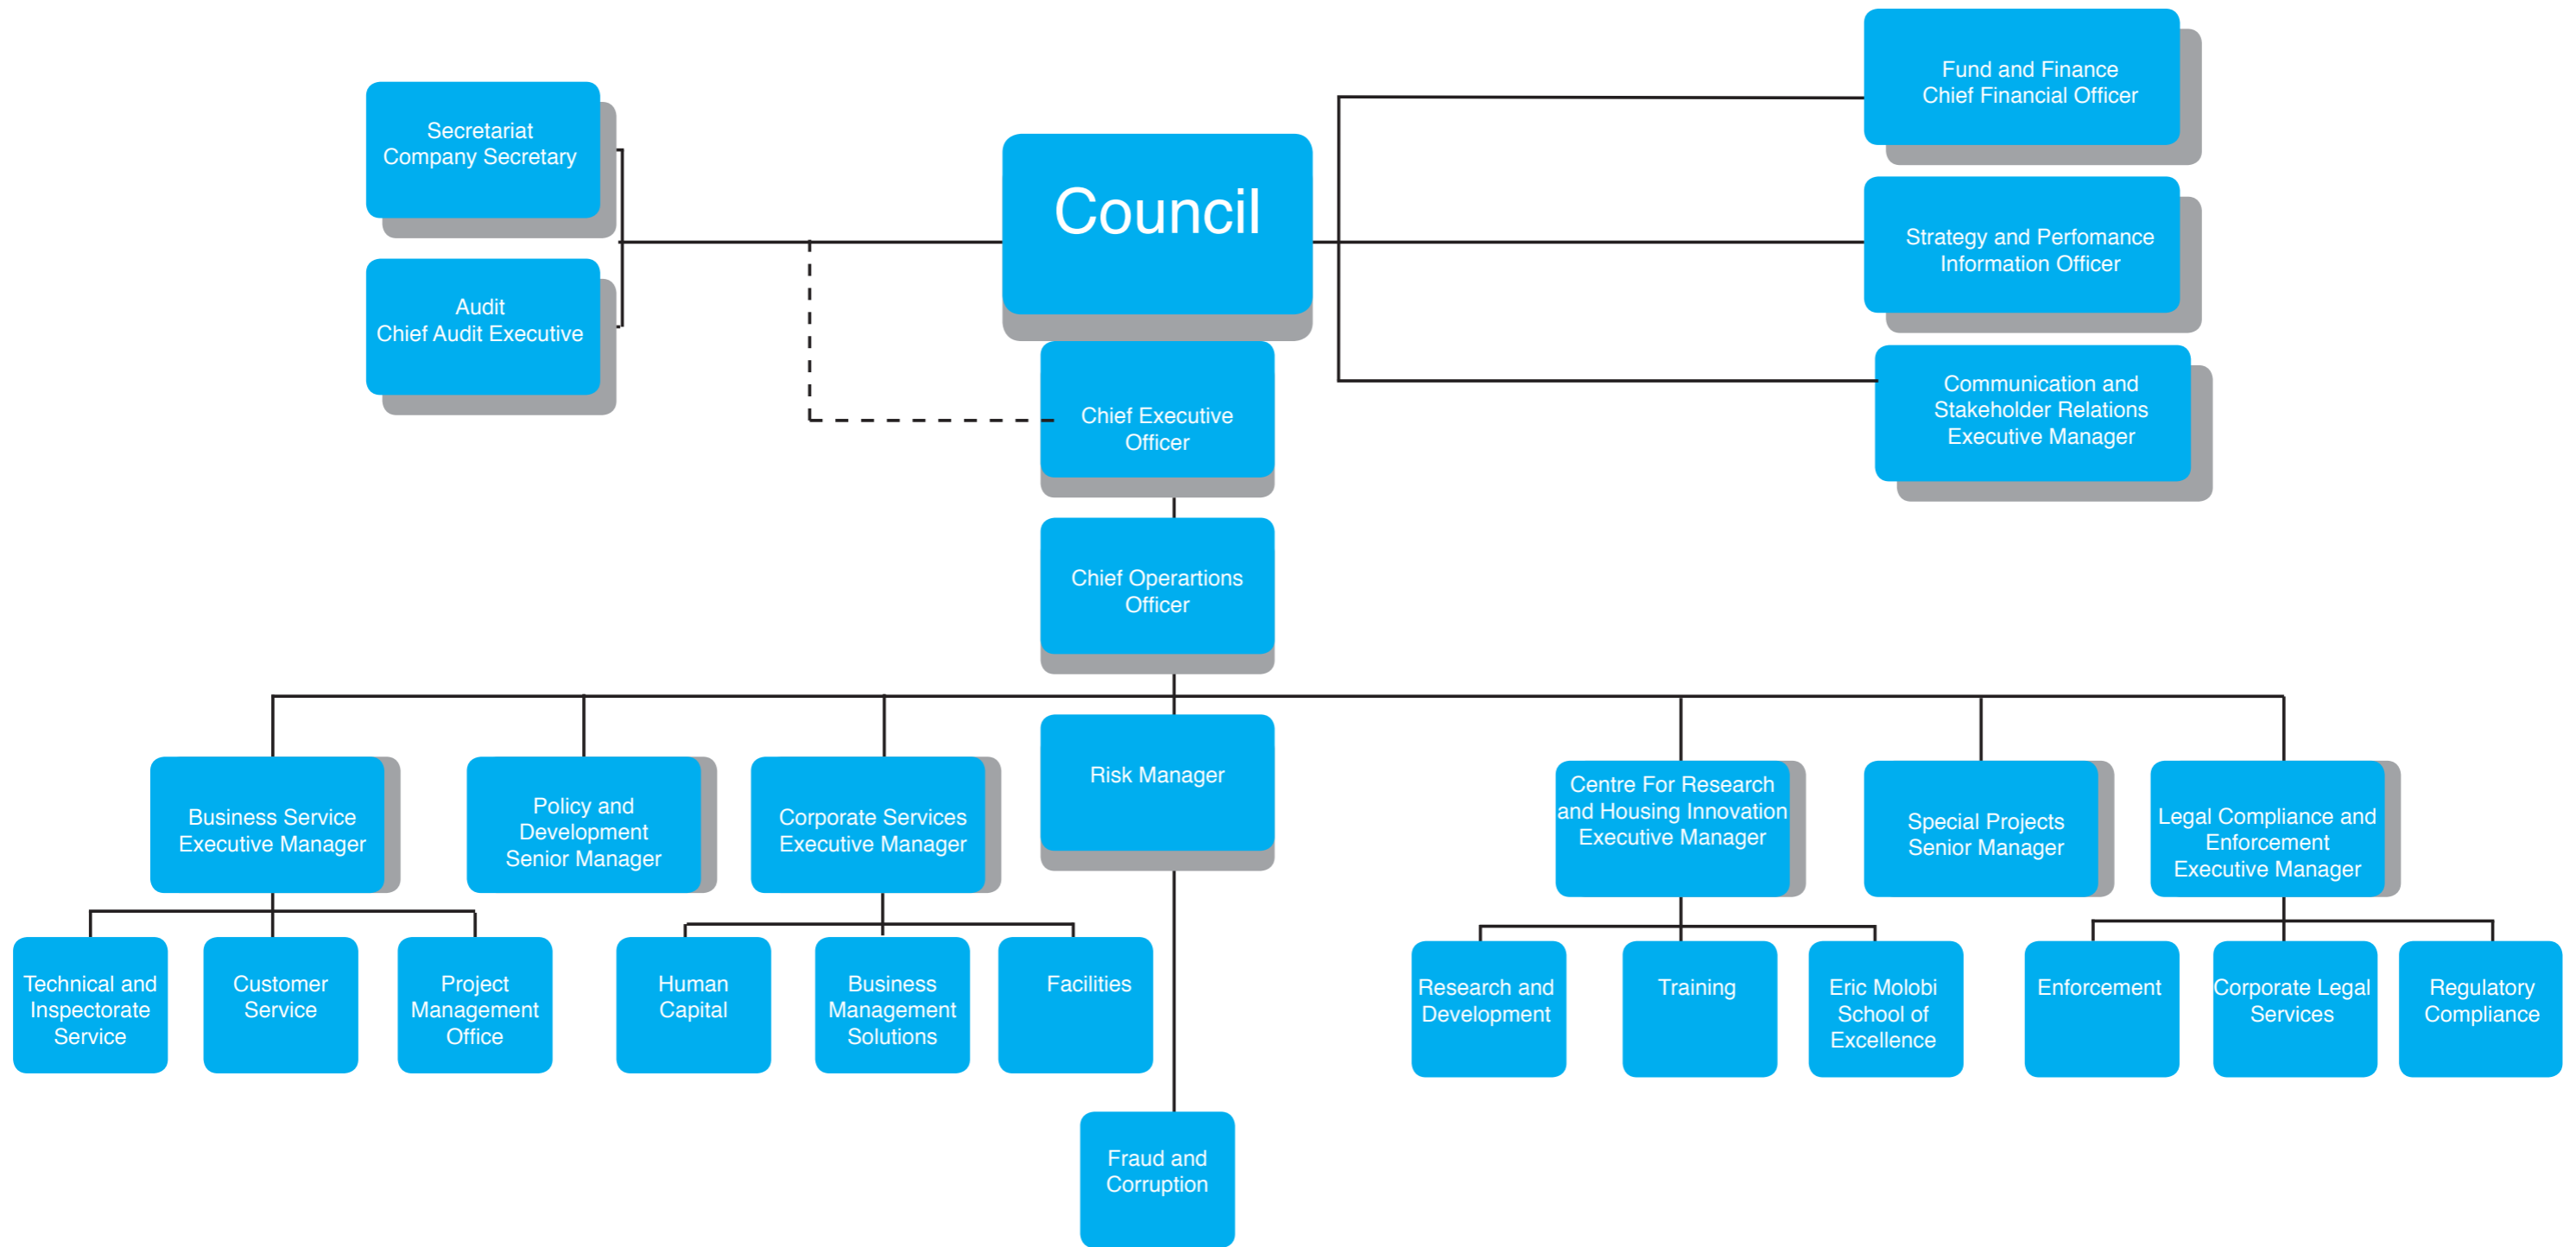 Fund and Finance
Chief Financial Officer
Secretariat
Company Secretary
Council
Strategy and Perfomance
Information Officer
Audit
Chief Audit Executive
Communication and
Stakeholder Relations
Executive Manager
Chief Executive
Officer
Chief Operartions
Officer
Risk Manager
Business Service
Executive Manager
Policy and
Development
Senior Manager
Corporate Services
Executive Manager
Centre For Research
and Housing Innovation
Executive Manager
Special Projects
Senior Manager
Legal Compliance and
Enforcement
Executive Manager
Technical and
Inspectorate
Service
Customer
Service
Project
Management
Office
Human
Capital
Business
Management
Solutions
Facilities
Research and
Development
Training
Eric Molobi
School of
Excellence
Enforcement
Corporate Legal
Services
Regulatory
Compliance
Fraud and
Corruption